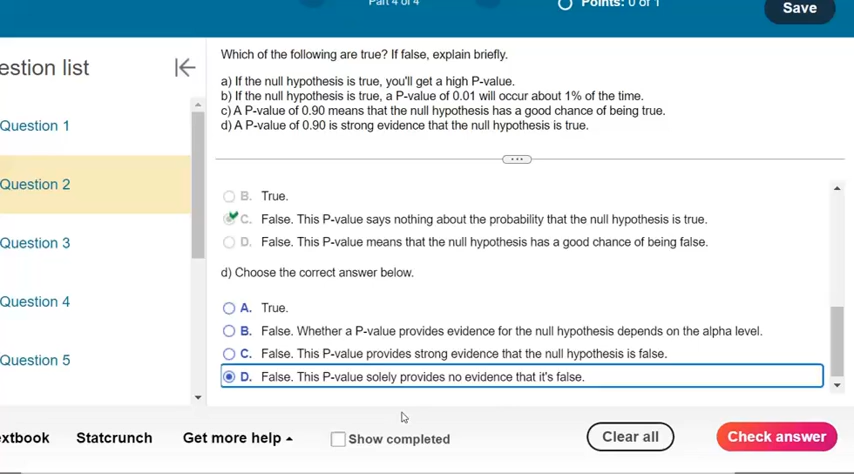 Part 4 of 4
Points: 0 of 1
Save
estion list
Which of the following are true? If false, explain briefly.
a) If the null hypothesis is true, you'll get a high P-value.
b) If the null hypothesis is true, a P-value of 0.01 will occur about 1% of the time.
c) A P-value of 0.90 means that the null hypothesis has a good chance of being true.
d) A P-value of 0.90 is strong evidence that the null hypothesis is true.
Question 1
Question 2
Question 3
Question 4
Question 5
B. True.
C. False. This P-value says nothing about the probability that the null hypothesis is true.
D. False. This P-value means that the null hypothesis has a good chance of being false.
d) Choose the correct answer below.
A. True.
B. False. Whether a P-value provides evidence for the null hypothesis depends on the alpha level.
C. False. This P-value provides strong evidence that the null hypothesis is false.
D. False. This P-value solely provides no evidence that it's false.
extbook
Statcrunch
Get more help
Show completed
Clear all
Check answer